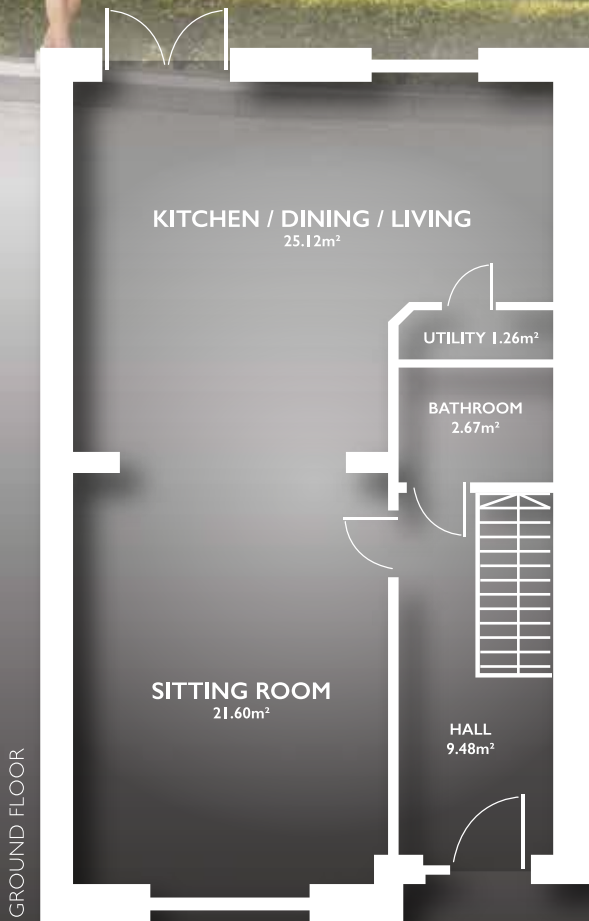 KITCHEN / DINING / LIVING
25.12m²
UTILITY 1.26m²
BATHROOM
2.67m²
SITTING ROOM
21.60m²
HALL
9.48m²
GROUND FLOOR